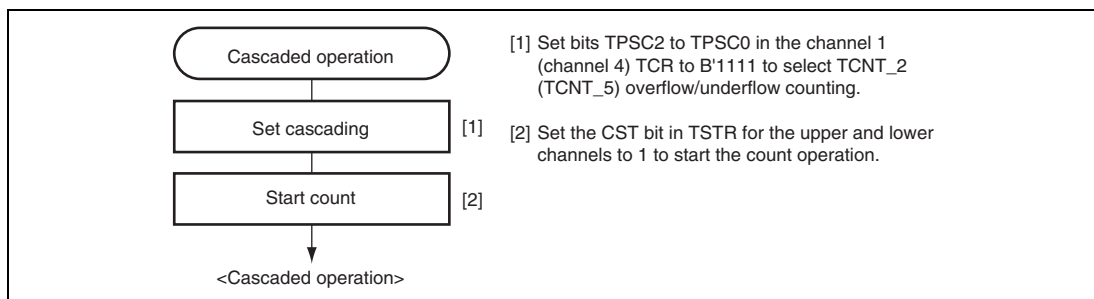 Cascaded operation
Set cascading
[1]
Start count
[2]
<Cascaded operation>
[1] Set bits TPSC2 to TPSC0 in the channel 1
(channel 4) TCR to B'1111 to select TCNT_2
(TCNT_5) overflow/underflow counting.
[2] Set the CST bit in TSTR for the upper and lower
channels to 1 to start the count operation.